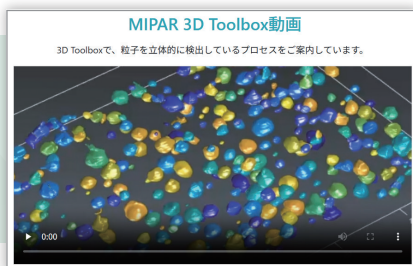 MIPAR 3D Toolbox動画
3D Toolboxで、粒子を立体的に検出しているプロセスをご案内しています。
0:00